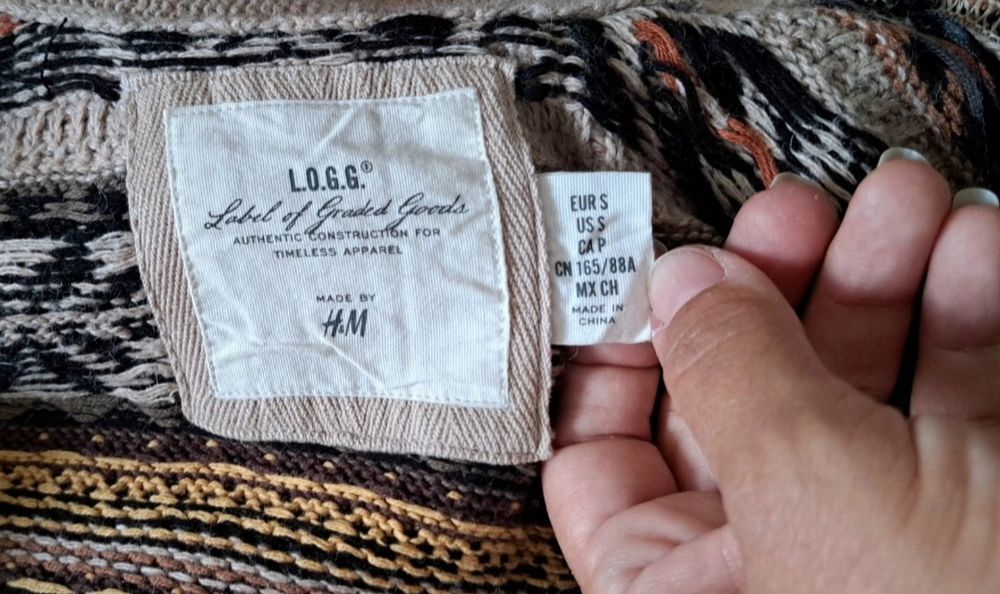 L.O.G.G.®
Label of Graded Goods
AUTHENTIC CONSTRUCTION FOR
TIMELESS APPAREL
MADE BY
H&M
EUR S
US S
CA P
CN 165/88A
MX CH
MADE IN
CHINA